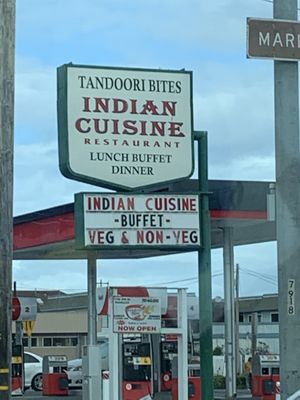 TANDOORI BITES
INDIAN
CUISINE
RESTAURANT
LUNCH BUFFET
DINNER
INDIAN CUISINE
-BUFFET-
VEG & NON-VEG
NOW OPEN
MAR
7918